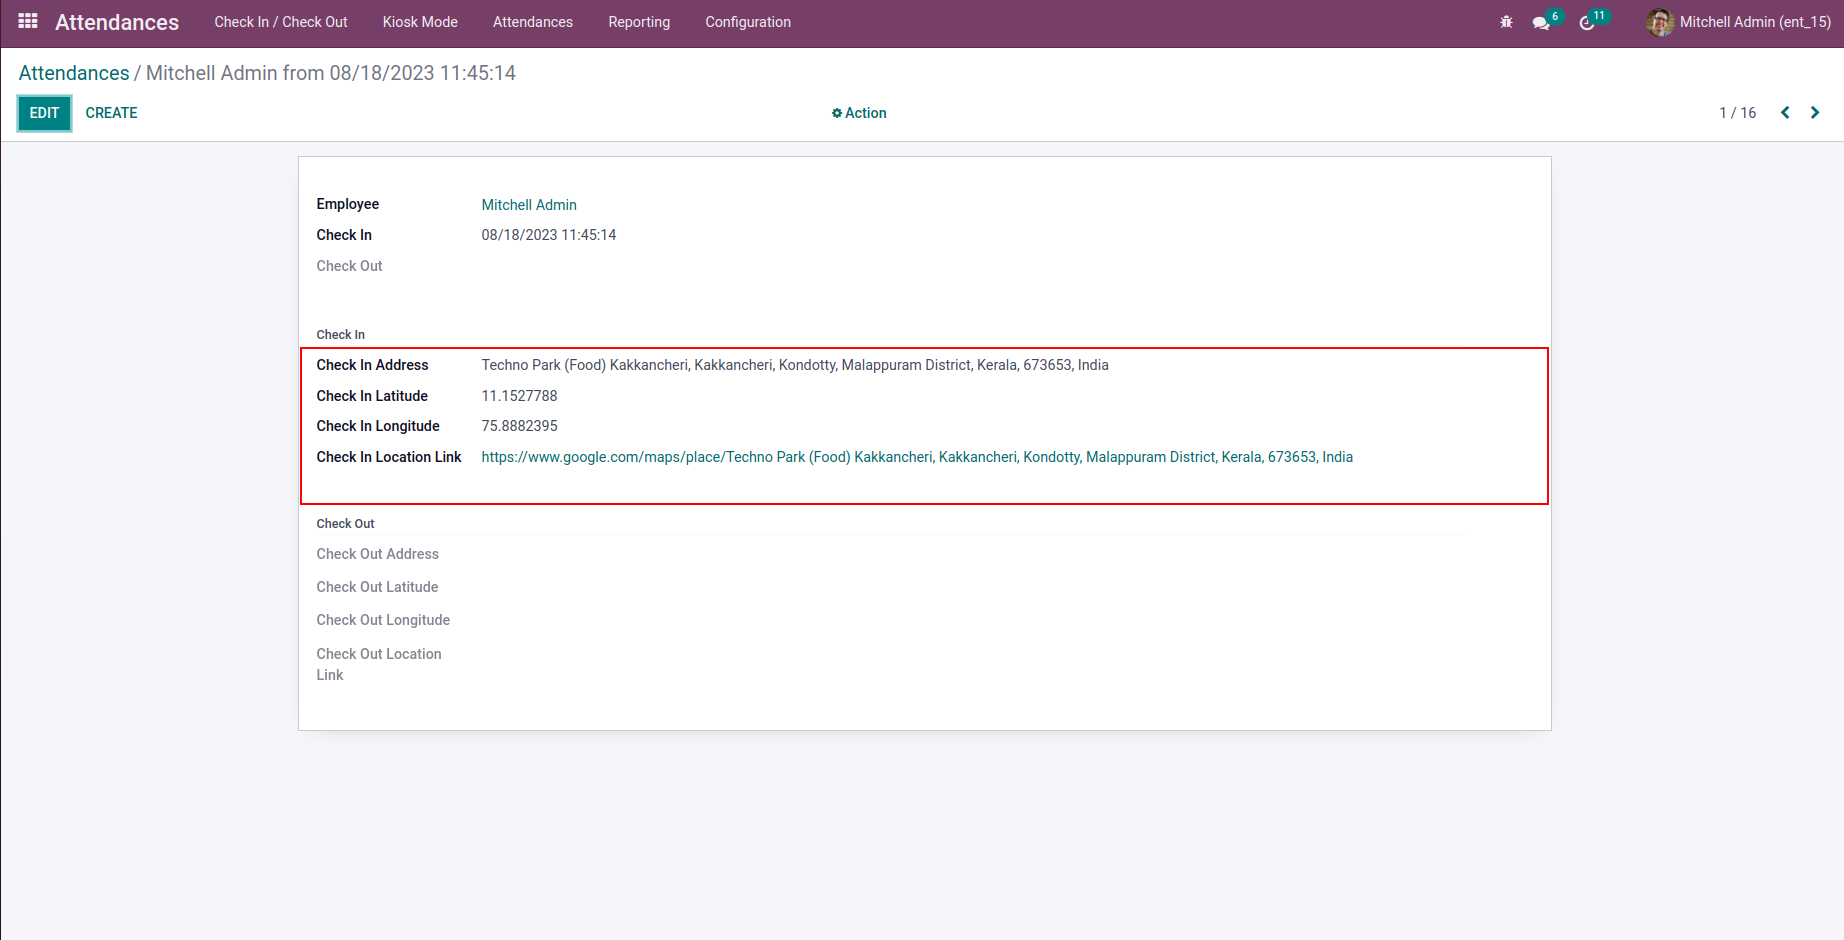 Attendances Check In / Check Out Kiosk Mode Attendances Reporting Configuration 6 11 Mitchell Admin (ent_15)
Attendances / Mitchell Admin from 08/18/2023 11:45:14
EDIT CREATE Action 1 / 16
Employee Mitchell Admin
Check In 08/18/2023 11:45:14
Check Out
Check In
Check In Address Techno Park (Food) Kakkancheri, Kakkancheri, Kondotty, Malappuram District, Kerala, 673653, India
Check In Latitude 11.1527788
Check In Longitude 75.8882395
Check In Location Link https://www.google.com/maps/place/Techno Park (Food) Kakkancheri, Kakkancheri, Kondotty, Malappuram District, Kerala, 673653, India
Check Out
Check Out Address
Check Out Latitude
Check Out Longitude
Check Out Location
Link